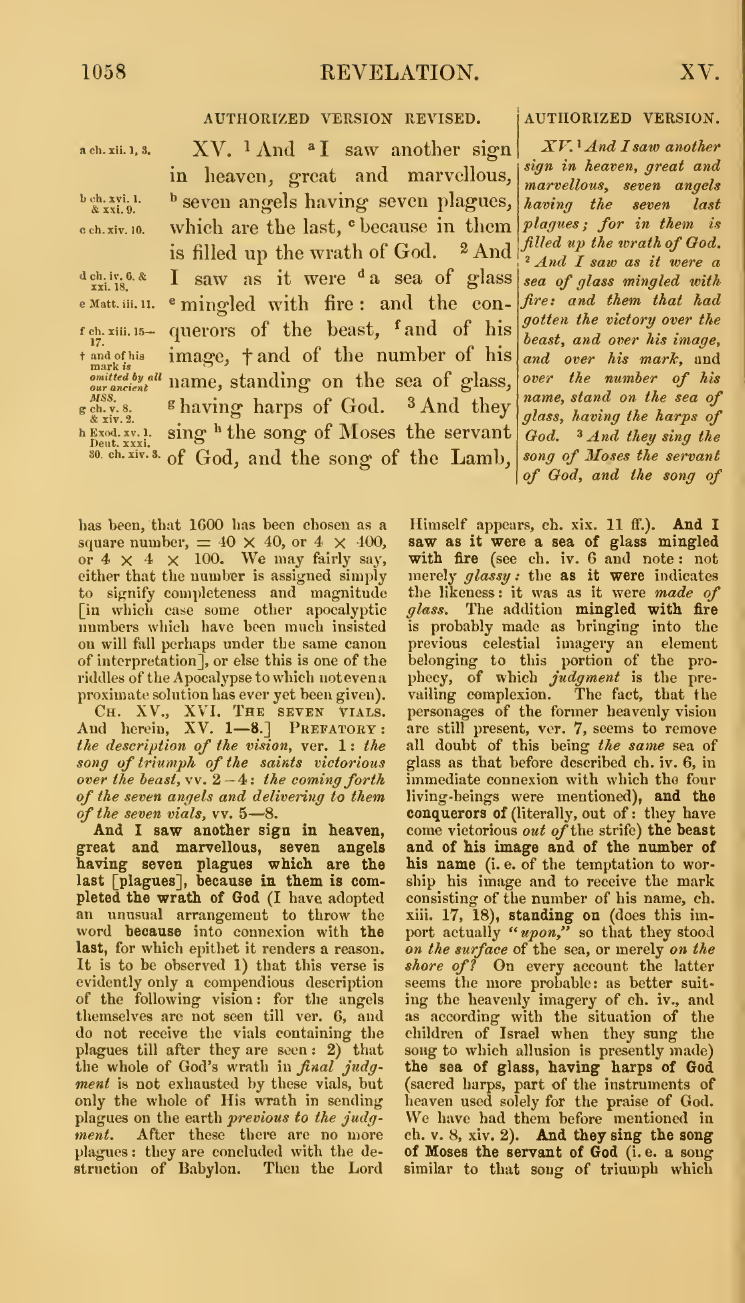 1058 REVELATION. XV.
AUTHORIZED VERSION REVISED.
a ch. xii. 1, 3.
b ch. xvi. 1.
& xxi. 9.
c ch. xiv. 10.
d ch. iv. 6. &
xxi. 18.
e Matt. iii. 11.
f ch. xiii. 15—
17.
† and of his
mark is
omitted by all
our ancient
MSS.
g ch. v. 8.
& xiv. 2.
h Exod. xv. 1.
Deut. xxxi.
30. ch. xiv. 3.
XV. 1 And a I saw another sign
in heaven, great and marvellous,
b seven angels having seven plagues,
which are the last, c because in them
is filled up the wrath of God. 2 And
I saw as it were d a sea of glass
e mingled with fire : and the con-
querors of the beast, f and of his
image, † and of the number of his
name, standing on the sea of glass,
g having harps of God. 3 And they
sing h the song of Moses the servant
of God, and the song of the Lamb,
AUTHORIZED VERSION.
XV. 1 And I saw another
sign in heaven, great and
marvellous, seven angels
having the seven last
plagues ; for in them is
filled up the wrath of God.
2 And I saw as it were a
sea of glass mingled with
fire: and them that had
gotten the victory over the
beast, and over his image,
and over his mark, and
over the number of his
name, stand on the sea of
glass, having the harps of
God. 3 And they sing the
song of Moses the servant
of God, and the song of
has been, that 1600 has been chosen as a
square number, = 40 × 40, or 4 × 400,
or 4 × 4 × 100. We may fairly say,
either that the number is assigned simply
to signify completeness and magnitude
[in which case some other apocalyptic
numbers which have been much insisted
on will fall perhaps under the same canon
of interpretation], or else this is one of the
riddles of the Apocalypse to which not even a
proximate solution has ever yet been given).
CH. XV., XVI. THE SEVEN VIALS.
And herein, XV. 1—8.] PREFATORY :
the description of the vision, ver. 1 : the
song of triumph of the saints victorious
over the beast, vv. 2—4 : the coming forth
of the seven angels and delivering to them
of the seven vials, vv. 5—8.
And I saw another sign in heaven,
great and marvellous, seven angels
having seven plagues which are the
last [plagues], because in them is com-
pleted the wrath of God (I have adopted
an unusual arrangement to throw the
word because into connexion with the
last, for which epithet it renders a reason.
It is to be observed 1) that this verse is
evidently only a compendious description
of the following vision : for the angels
themselves are not seen till ver. 6, and
do not receive the vials containing the
plagues till after they are seen : 2) that
the whole of God's wrath in final judg-
ment is not exhausted by these vials, but
only the whole of His wrath in sending
plagues on the earth previous to the judg-
ment. After these there are no more
plagues : they are concluded with the de-
struction of Babylon. Then the Lord
Himself appears, ch. xix. 11 ff.). And I
saw as it were a sea of glass mingled
with fire (see ch. iv. 6 and note : not
merely glassy : the as it were indicates
the likeness : it was as it were made of
glass. The addition mingled with fire
is probably made as bringing into the
previous celestial imagery an element
belonging to this portion of the pro-
phecy, of which judgment is the pre-
vailing complexion. The fact, that the
personages of the former heavenly vision
are still present, ver. 7, seems to remove
all doubt of this being the same sea of
glass as that before described ch. iv. 6, in
immediate connexion with which the four
living-beings were mentioned), and the
conquerors of (literally, out of : they have
come victorious out of the strife) the beast
and of his image and of the number of
his name (i. e. of the temptation to wor-
ship his image and to receive the mark
consisting of the number of his name, ch.
xiii. 17, 18), standing on (does this im-
port actually “upon,” so that they stood
on the surface of the sea, or merely on the
shore of? On every account the latter
seems the more probable: as better suit-
ing the heavenly imagery of ch. iv., and
as according with the situation of the
children of Israel when they sung the
song to which allusion is presently made)
the sea of glass, having harps of God
(sacred harps, part of the instruments of
heaven used solely for the praise of God.
We have had them before mentioned in
ch. v. 8, xiv. 2). And they sing the song
of Moses the servant of God (i. e. a song
similar to that song of triumph which